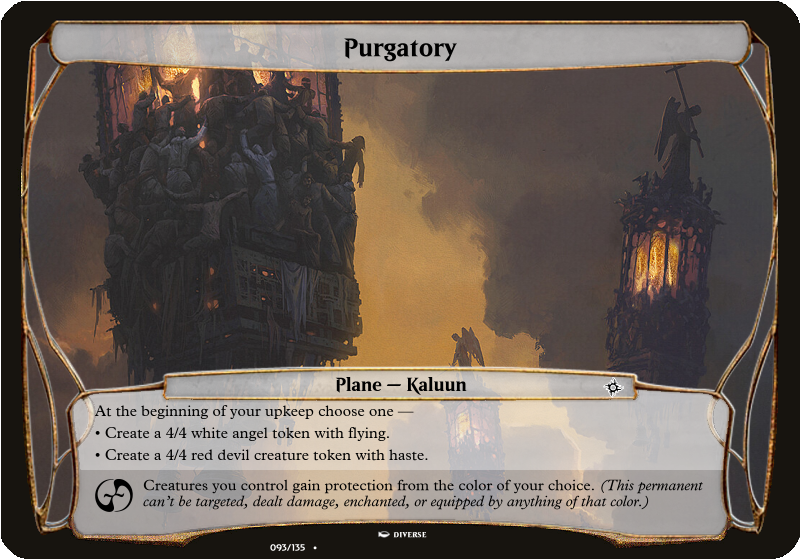 Purgatory
Plane — Kaluun
At the beginning of your upkeep choose one —
• Create a 4/4 white angel token with flying.
• Create a 4/4 red devil creature token with haste.
Creatures you control gain protection from the color of your choice. (This permanent
can't be targeted, dealt damage, enchanted, or equipped by anything of that color.)
DIVERSE
093/135 •